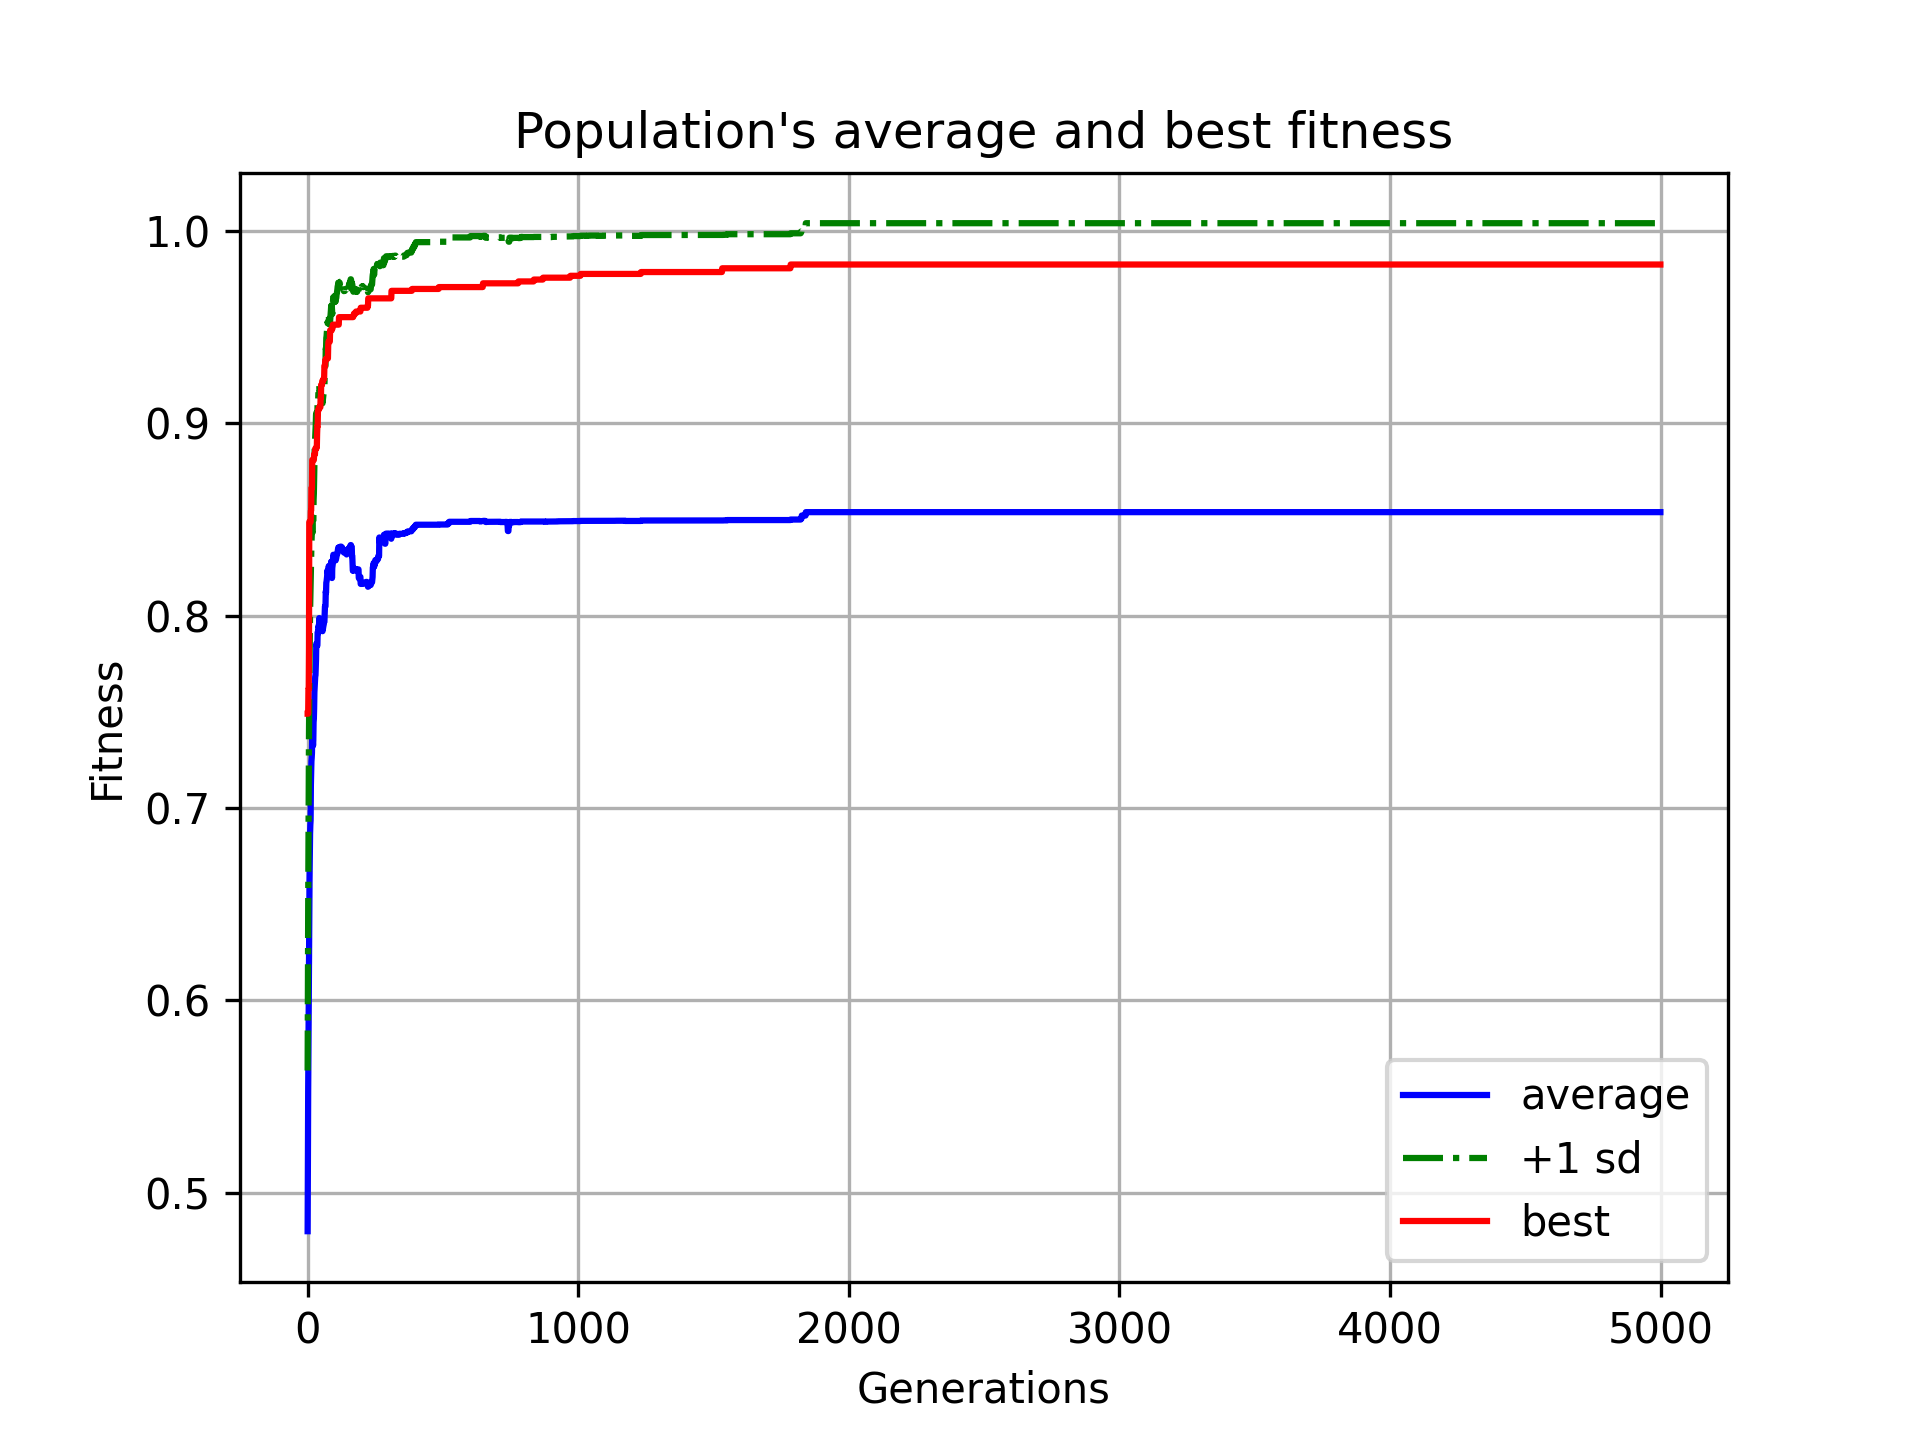 Population's average and best fitness
1.0
0.9
0.8
0.7
0.6
0.5
Fitness
0 1000 2000 3000 4000 5000
Generations
average
+1 sd
best